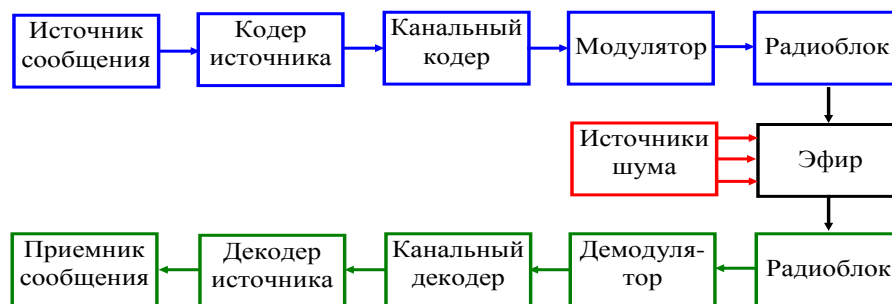 Источник
сообщения
Кодер
источника
Канальный
кодер
Модулятор
Радиоблок
Источники
шума
Эфир
Приемник
сообщения
Декодер
источника
Канальный
декодер
Демодуля-
тор
Радиоблок